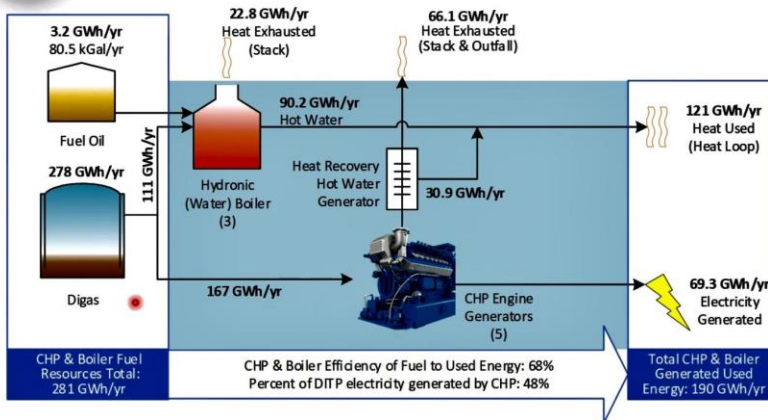 22.8 GWh/yr
Heat Exhausted
(Stack)
66.1 GWh/yr
Heat Exhausted
(Stack & Outfall)
3.2 GWh/yr
80.5 kGal/yr
Fuel Oil
90.2 GWh/yr
Hot Water
121 GWh/yr
Heat Used
(Heat Loop)
111 GWh/yr
278 GWh/yr
Hydronic
(Water) Boiler
(3)
Heat Recovery
Hot Water
Generator
30.9 GWh/yr
Digas
167 GWh/yr
CHP Engine
Generators
(5)
69.3 GWh/yr
Electricity
Generated
CHP & Boiler Fuel
Resources Total:
281 GWh/yr
CHP & Boiler Efficiency of Fuel to Used Energy: 68%
Percent of DITP electricity generated by CHP: 48%
Total CHP & Boiler
Generated Used
Energy: 190 GWh/yr